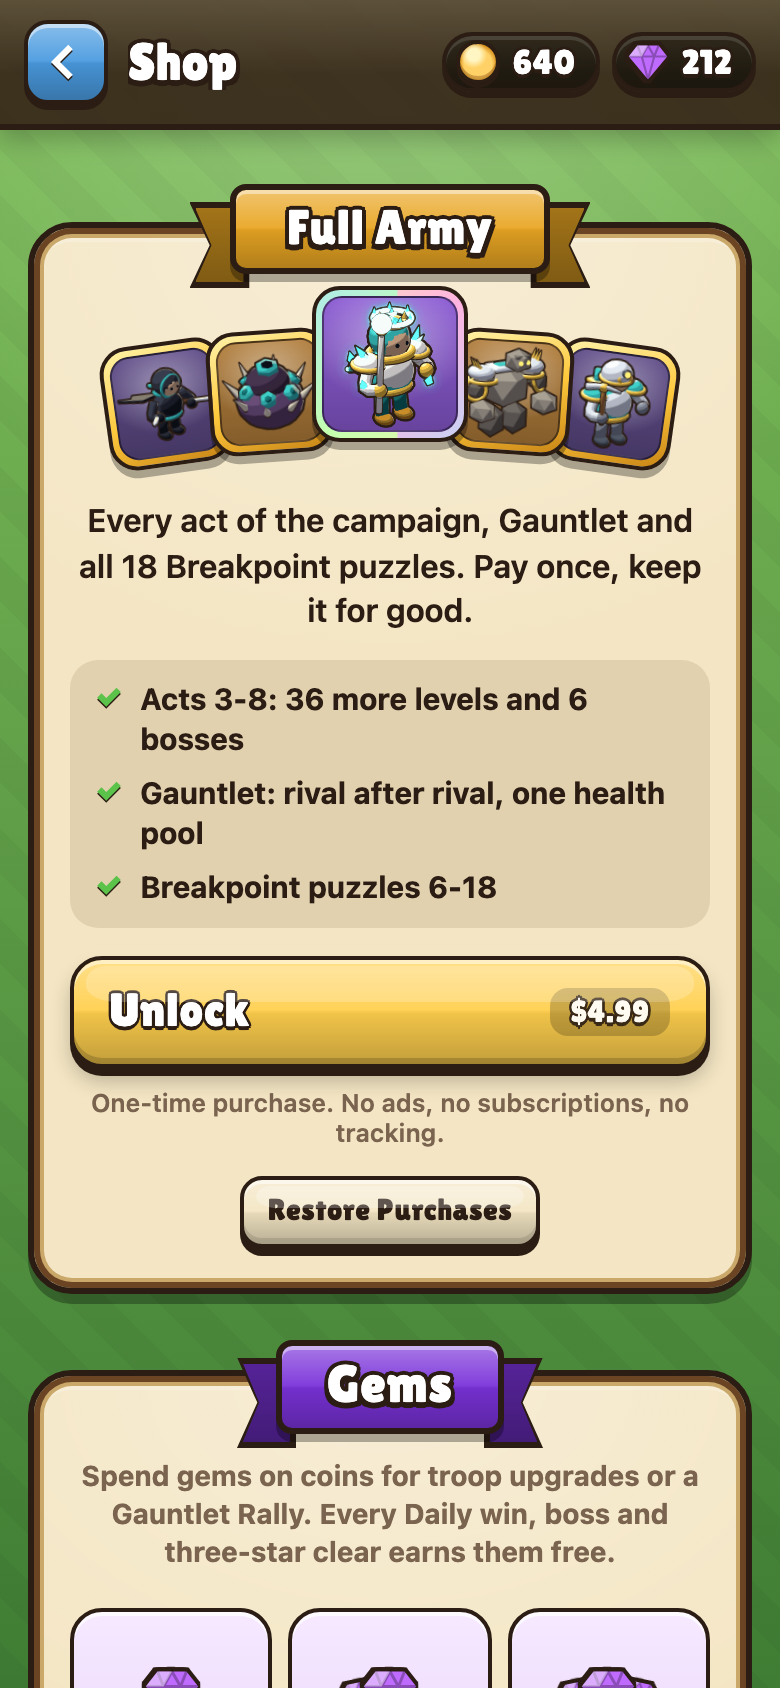 Shop
640
212
Full Army
Every act of the campaign, Gauntlet and
all 18 Breakpoint puzzles. Pay once, keep
it for good.
Acts 3-8: 36 more levels and 6
bosses
Gauntlet: rival after rival, one health
pool
Breakpoint puzzles 6-18
Unlock
$4.99
One-time purchase. No ads, no subscriptions, no
tracking.
Restore Purchases
Gems
Spend gems on coins for troop upgrades or a
Gauntlet Rally. Every Daily win, boss and
three-star clear earns them free.